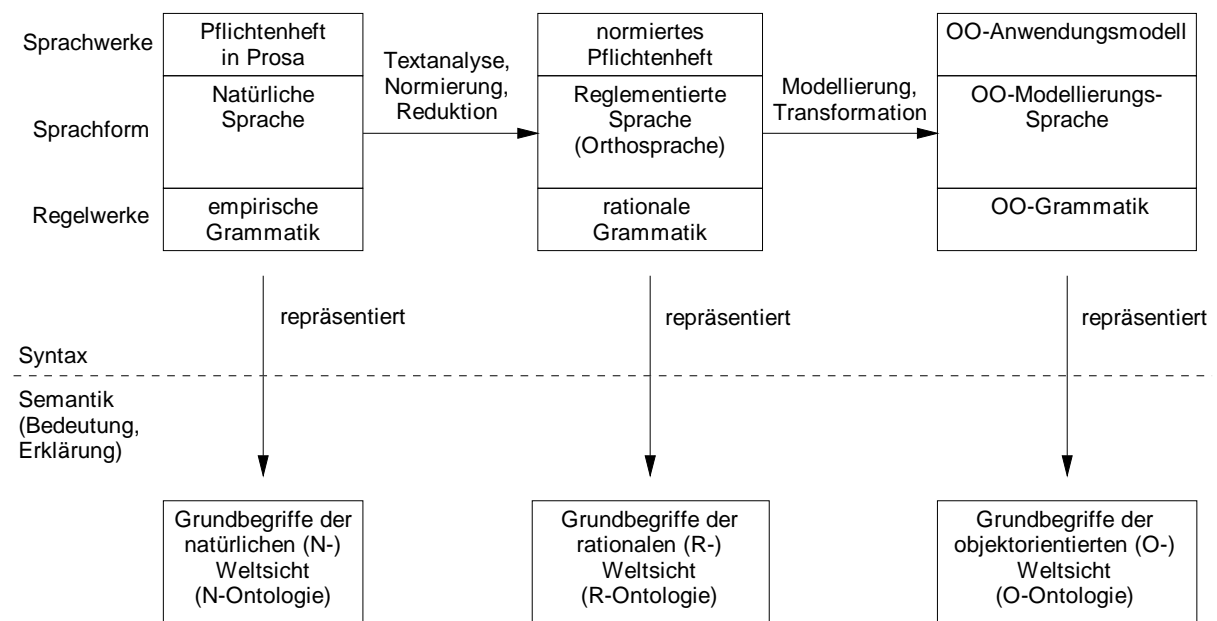 Sprachwerke
Pflichtenheft
in Prosa
Textanalyse,
Normierung,
Reduktion
normiertes
Pflichtenheft
Modellierung,
Transformation
OO-Anwendungsmodell
Sprachform
Natürliche
Sprache
Reglementierte
Sprache
(Orthosprache)
OO-Modellierungs-
Sprache
Regelwerke
empirische
Grammatik
rationale
Grammatik
OO-Grammatik
repräsentiert
repräsentiert
repräsentiert
Syntax
Semantik
(Bedeutung,
Erklärung)
Grundbegriffe der
natürlichen (N-)
Weltsicht
(N-Ontologie)
Grundbegriffe der
rationalen (R-)
Weltsicht
(R-Ontologie)
Grundbegriffe der
objektorientierten (O-)
Weltsicht
(O-Ontologie)